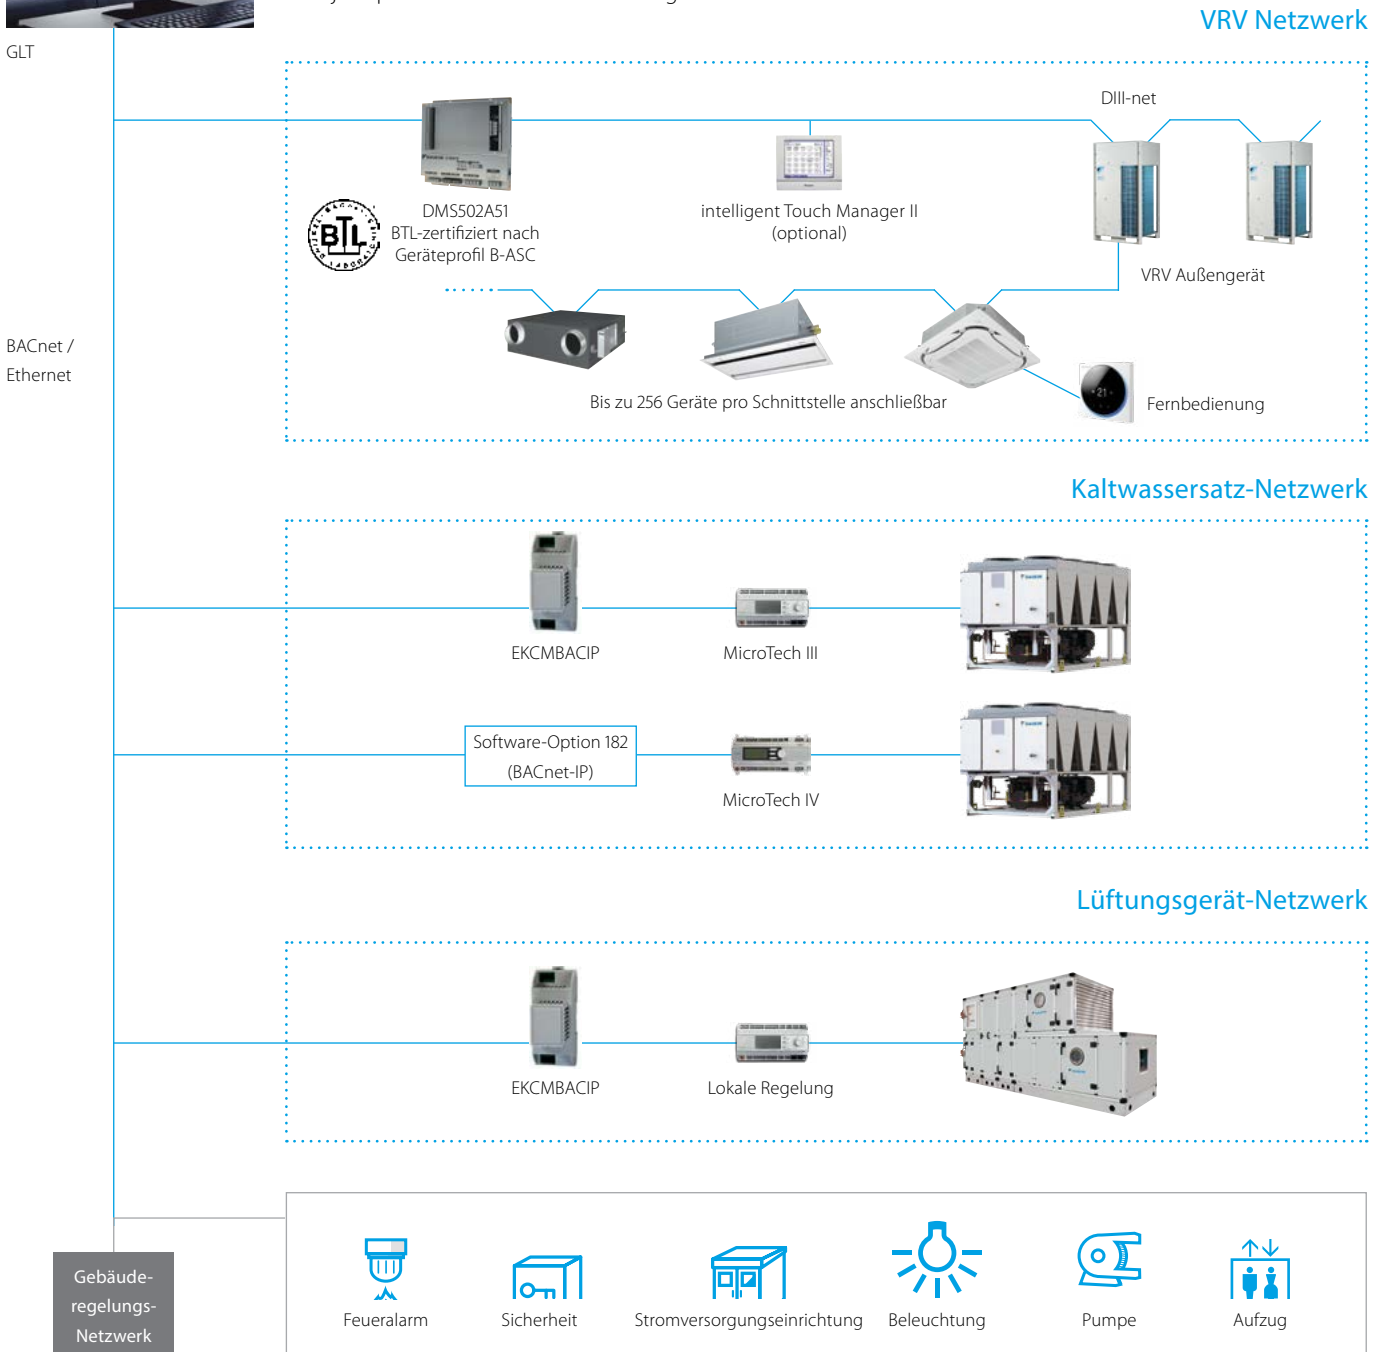 VRV Netzwerk
GLT
DIII-net
DMS502A51
BTL-zertifiziert nach
Geräteprofil B-ASC
BTL
intelligent Touch Manager II
(optional)
VRV Außengerät
BACnet /
Ethernet
Bis zu 256 Geräte pro Schnittstelle anschließbar
21
Fernbedienung
Kaltwassersatz-Netzwerk
EKCMBACIP
MicroTech III
Software-Option 182
(BACnet-IP)
MicroTech IV
Lüftungsgerät-Netzwerk
EKCMBACIP
Lokale Regelung
Gebäude-
regelungs-
Netzwerk
Feueralarm
Sicherheit
Stromversorgungseinrichtung
Beleuchtung
Pumpe
Aufzug